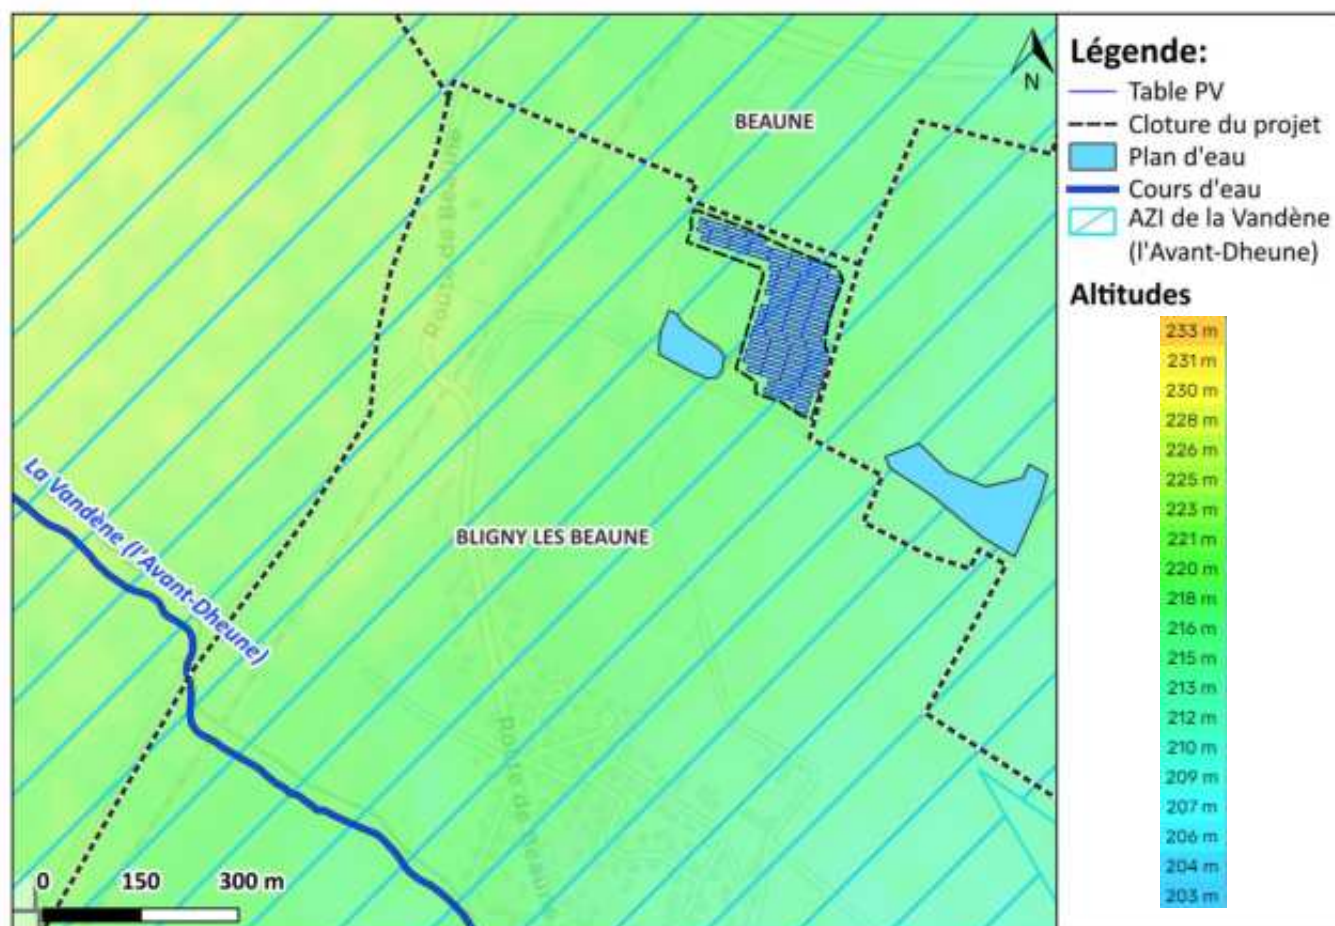 BEAUNE
Route de Beaune
La Vandène (l'Avant-Dheune)
BLIGNY LES BEAUNE
Route de Beaune
0 150 300 m
N
Légende:
Table PV
Cloture du projet
Plan d'eau
Cours d'eau
AZI de la Vandène
(l'Avant-Dheune)
Altitudes
233 m
231 m
230 m
228 m
226 m
225 m
223 m
221 m
220 m
218 m
216 m
215 m
213 m
212 m
210 m
209 m
207 m
206 m
204 m
203 m